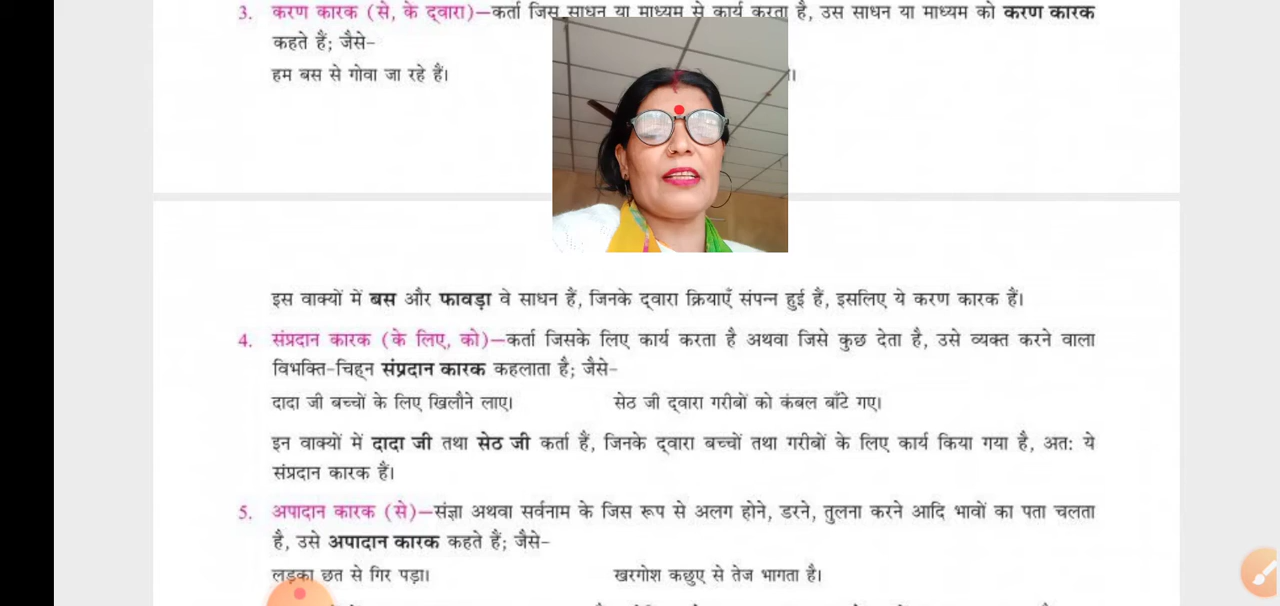 3. करण कारक (से, के द्वारा)–कर्ता जिस साधन या माध्यम से कार्य करता है, उस साधन या माध्यम को करण कारक
कहते हैं; जैसे–
हम बस से गोवा जा रहे हैं।
इस वाक्यों में बस और फावड़ा वे साधन हैं, जिनके द्वारा क्रियाएँ संपन्न हुई हैं, इसलिए ये करण कारक हैं।
4. संप्रदान कारक (के लिए, को)–कर्ता जिसके लिए कार्य करता है अथवा जिसे कुछ देता है, उसे व्यक्त करने वाला
विभक्ति-चिह्न संप्रदान कारक कहलाता है; जैसे–
दादा जी बच्चों के लिए खिलौने लाए। सेठ जी द्वारा गरीबों को कंबल बाँटे गए।
इन वाक्यों में दादा जी तथा सेठ जी कर्ता हैं, जिनके द्वारा बच्चों तथा गरीबों के लिए कार्य किया गया है, अतः ये
संप्रदान कारक हैं।
5. अपादान कारक (से)–संज्ञा अथवा सर्वनाम के जिस रूप से अलग होने, डरने, तुलना करने आदि भावों का पता चलता
है, उसे अपादान कारक कहते हैं; जैसे–
लड़का छत से गिर पड़ा। खरगोश कछुए से तेज भागता है।